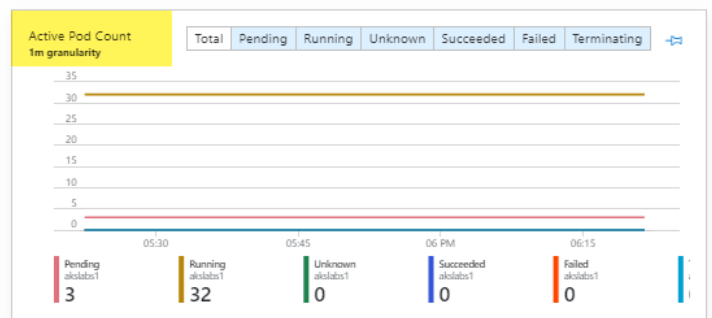 Active Pod Count
1m granularity
Total Pending Running Unknown Succeeded Failed Terminating
35
30
25
20
15
10
5
0
05:30 05:45 06 PM 06:15
Pending Running Unknown Succeeded Failed
akslabs1 akslabs1 akslabs1 akslabs1 akslabs1
3 32 0 0 0